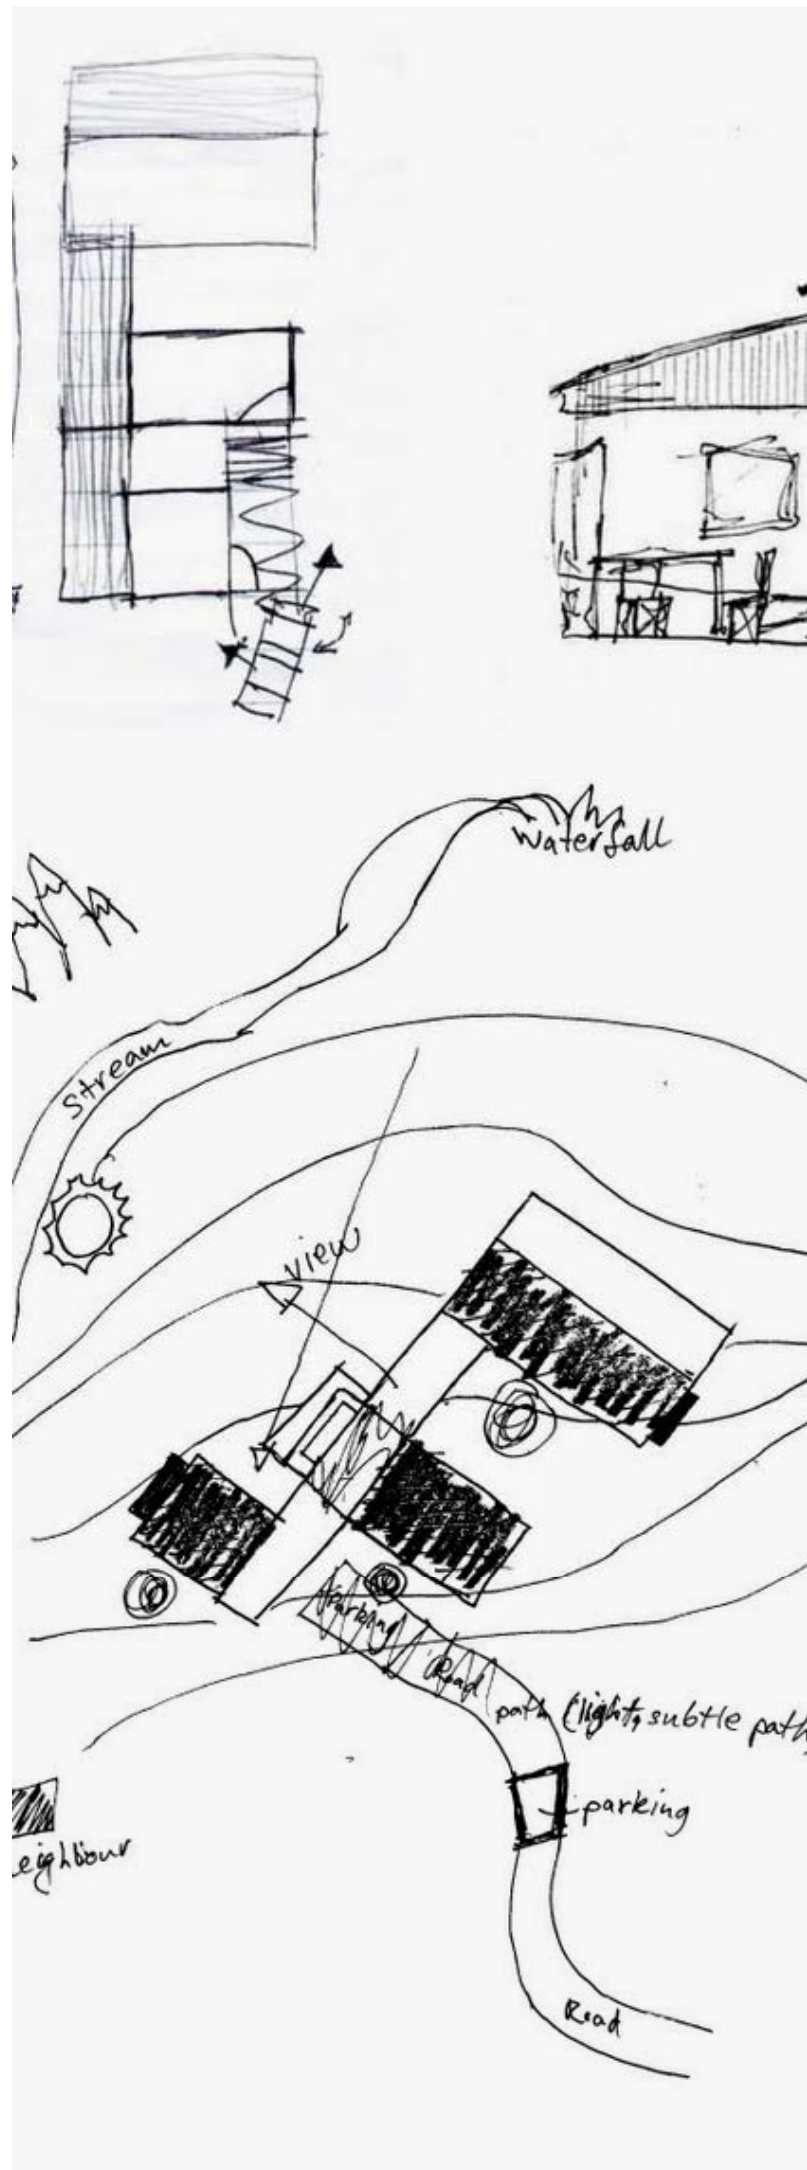 waterfall
stream
view
parking
Road
path (light, subtle path
parking
eighbour
Road